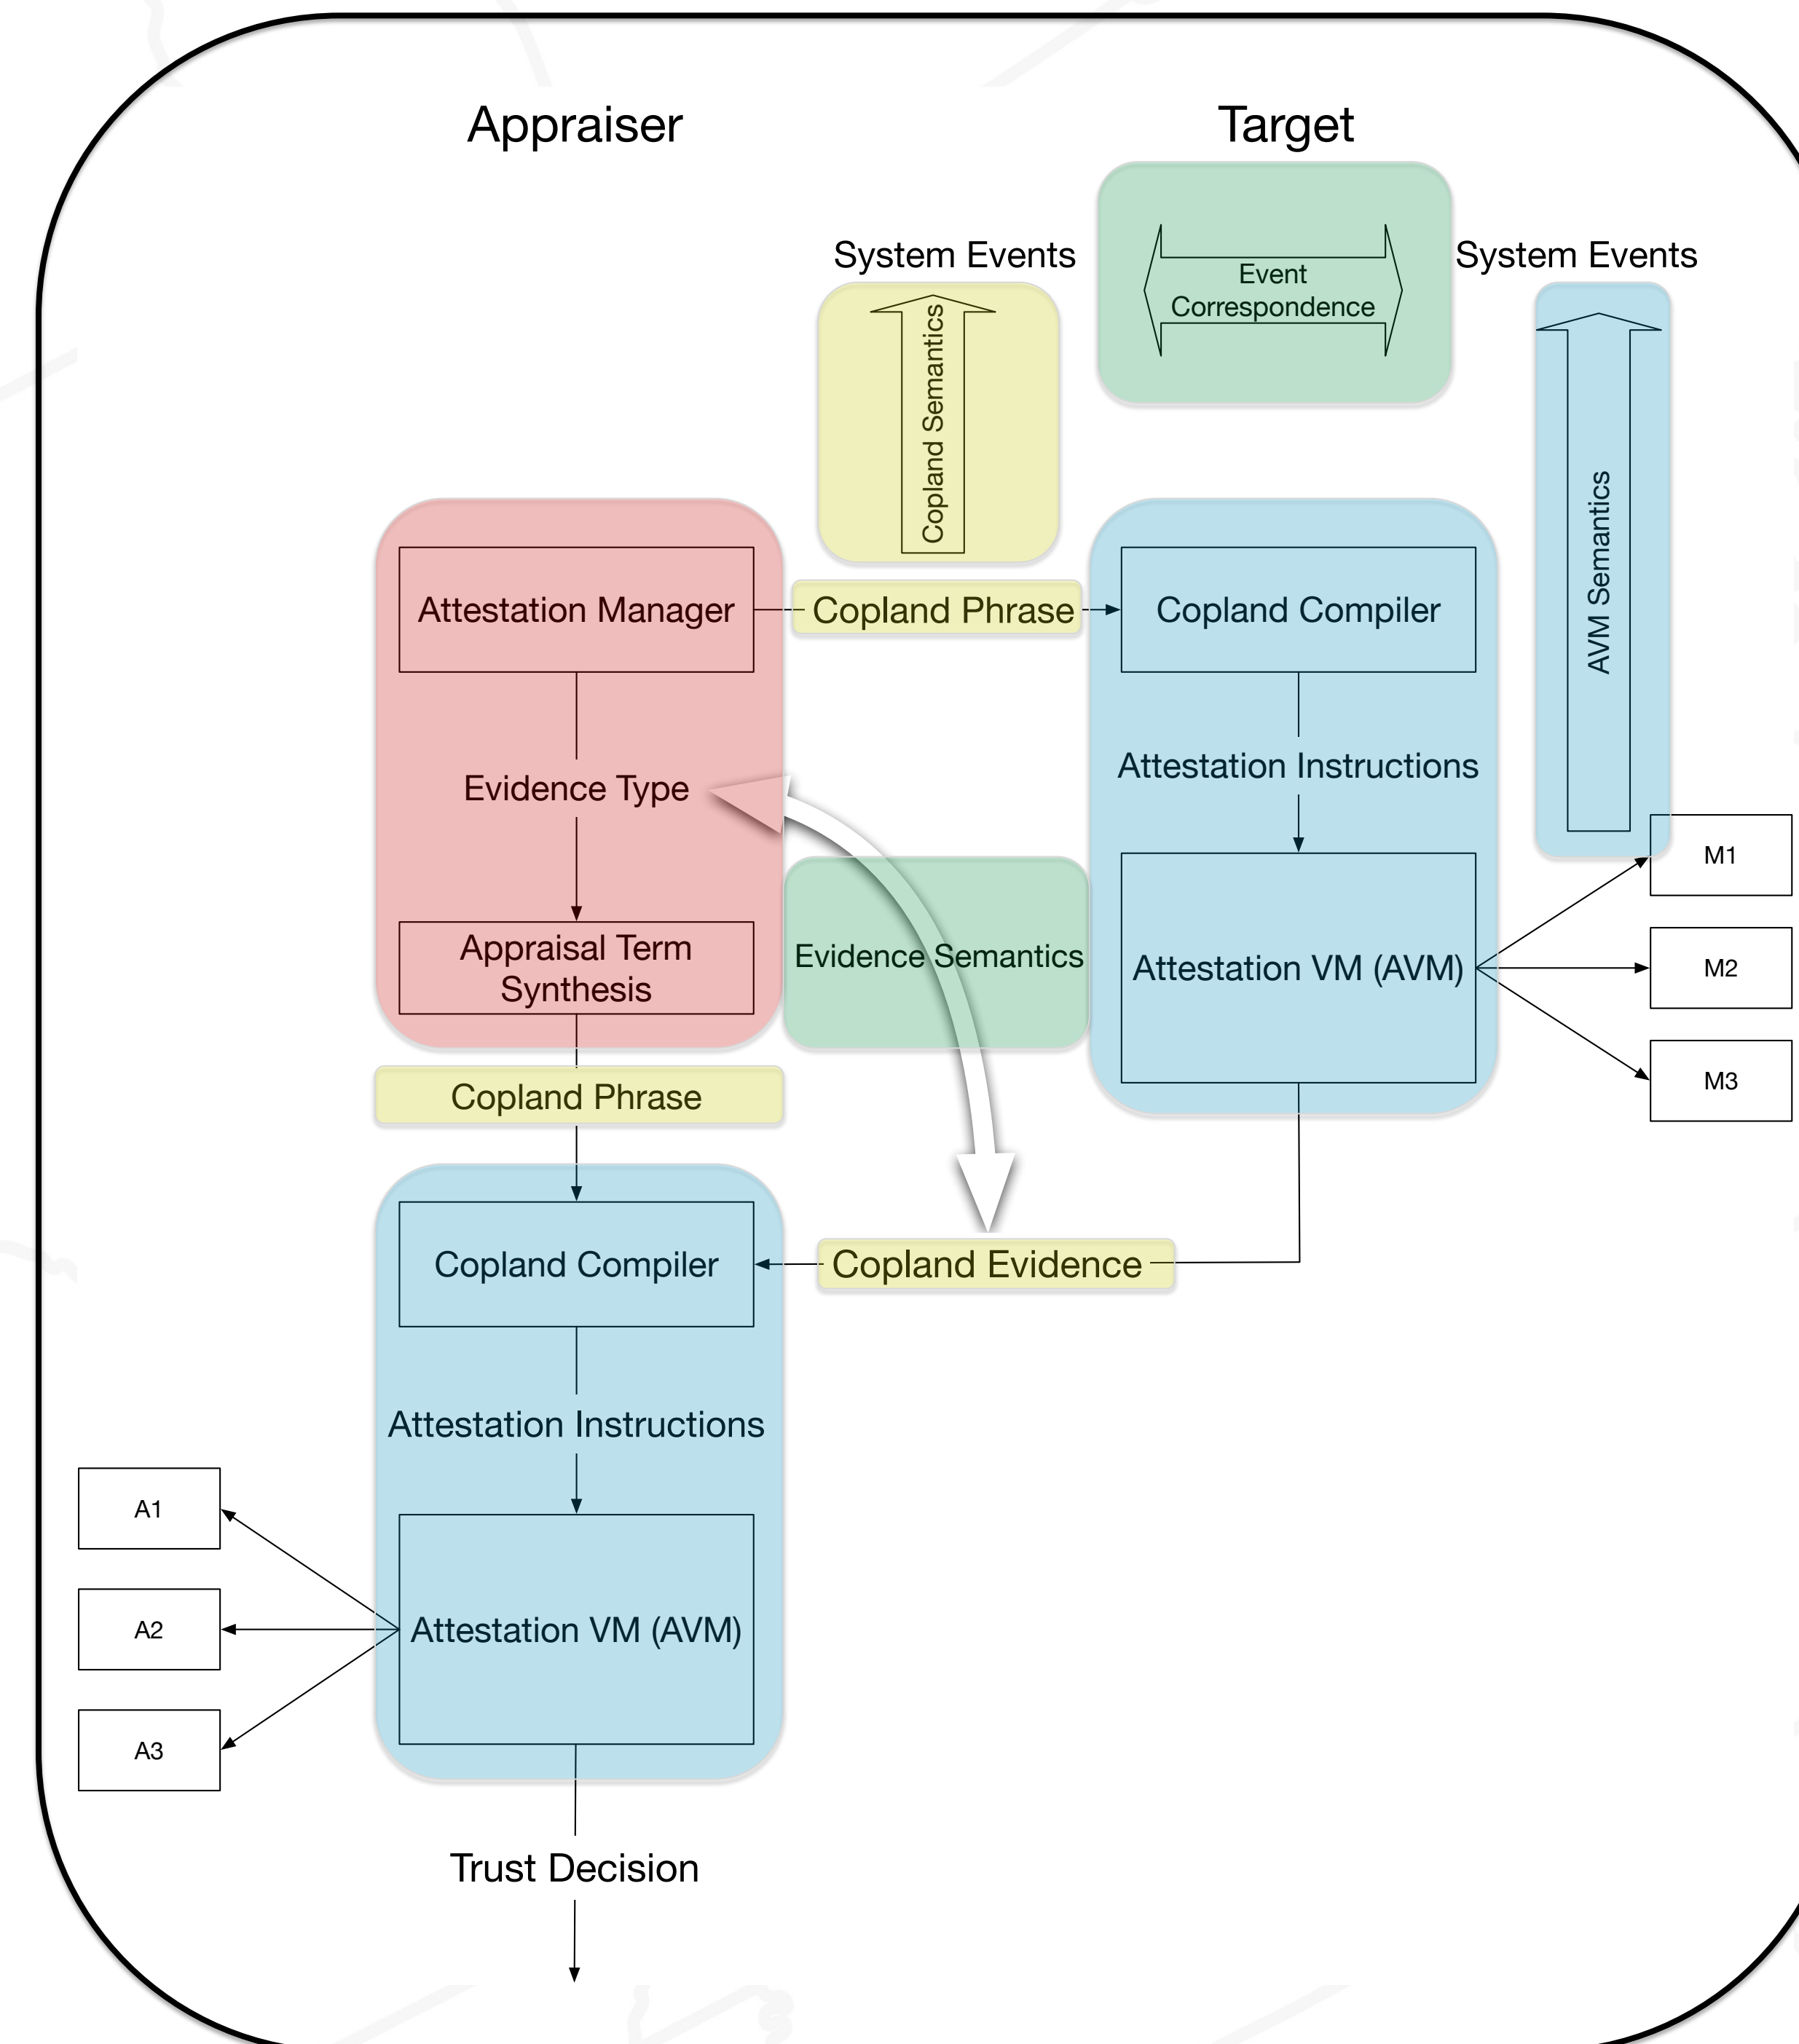 Appraiser
Target
System Events
System Events
Event
Correspondence
Copland Semantics
AVM Semantics
Attestation Manager
Copland Phrase
Copland Compiler
Evidence Type
Attestation Instructions
M1
Appraisal Term
Synthesis
Evidence Semantics
Attestation VM (AVM)
M2
M3
Copland Phrase
Copland Compiler
Copland Evidence
Attestation Instructions
A1
A2
Attestation VM (AVM)
A3
Trust Decision